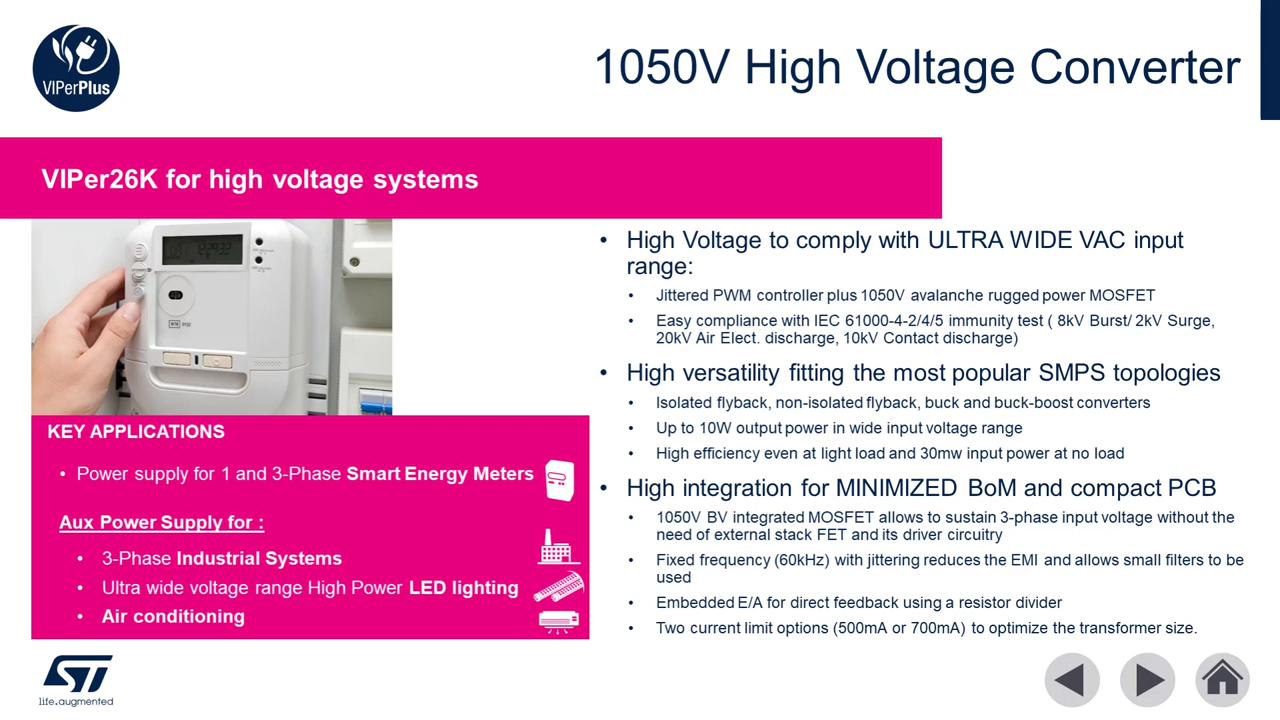 VIPerPlus
1050V High Voltage Converter
VIPer26K for high voltage systems
• High Voltage to comply with ULTRA WIDE VAC input
range:
• Jittered PWM controller plus 1050V avalanche rugged power MOSFET
• Easy compliance with IEC 61000-4-2/4/5 immunity test ( 8kV Burst/ 2kV Surge,
20kV Air Elect. discharge, 10kV Contact discharge)
• High versatility fitting the most popular SMPS topologies
• Isolated flyback, non-isolated flyback, buck and buck-boost converters
• Up to 10W output power in wide input voltage range
• High efficiency even at light load and 30mw input power at no load
• High integration for MINIMIZED BoM and compact PCB
• 1050V BV integrated MOSFET allows to sustain 3-phase input voltage without the
need of external stack FET and its driver circuitry
• Fixed frequency (60kHz) with jittering reduces the EMI and allows small filters to be
used
• Embedded E/A for direct feedback using a resistor divider
• Two current limit options (500mA or 700mA) to optimize the transformer size.
KEY APPLICATIONS
• Power supply for 1 and 3-Phase Smart Energy Meters
Aux Power Supply for :
• 3-Phase Industrial Systems
• Ultra wide voltage range High Power LED lighting
• Air conditioning
ST
life.augmented